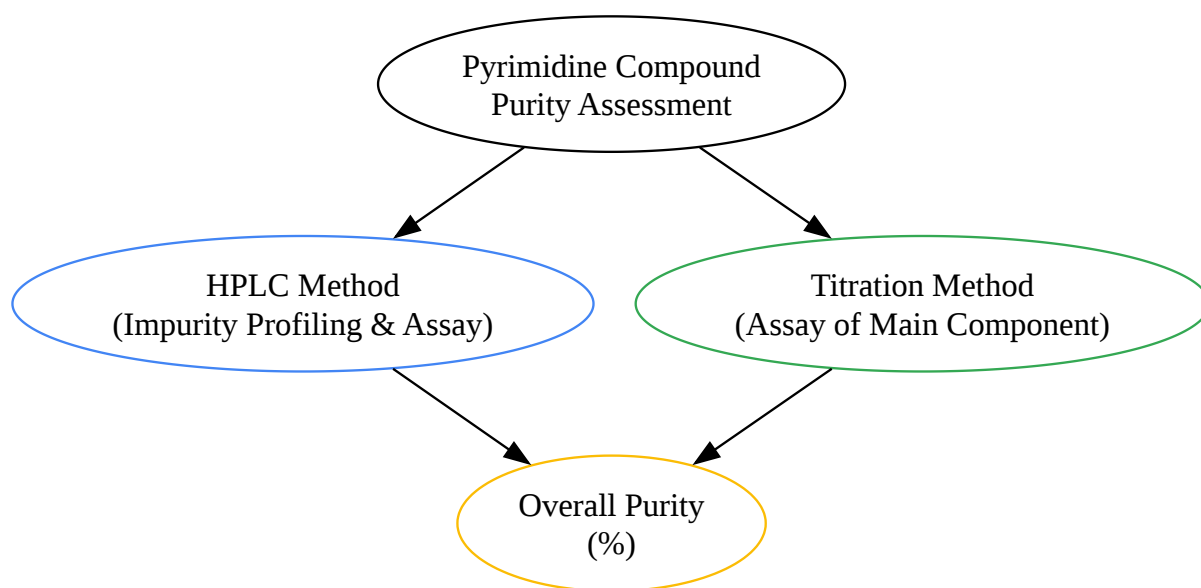 Pyrimidine Compound
Purity Assessment
HPLC Method
(Impurity Profiling & Assay)
Titration Method
(Assay of Main Component)
Overall Purity
(%)